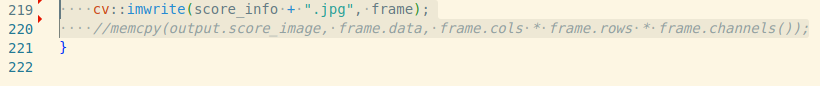 219 cv::imwrite(score_info + ".jpg", frame);
220 //memcpy(output.score_image, frame.data, frame.cols * frame.rows * frame.channels());
221 }
222